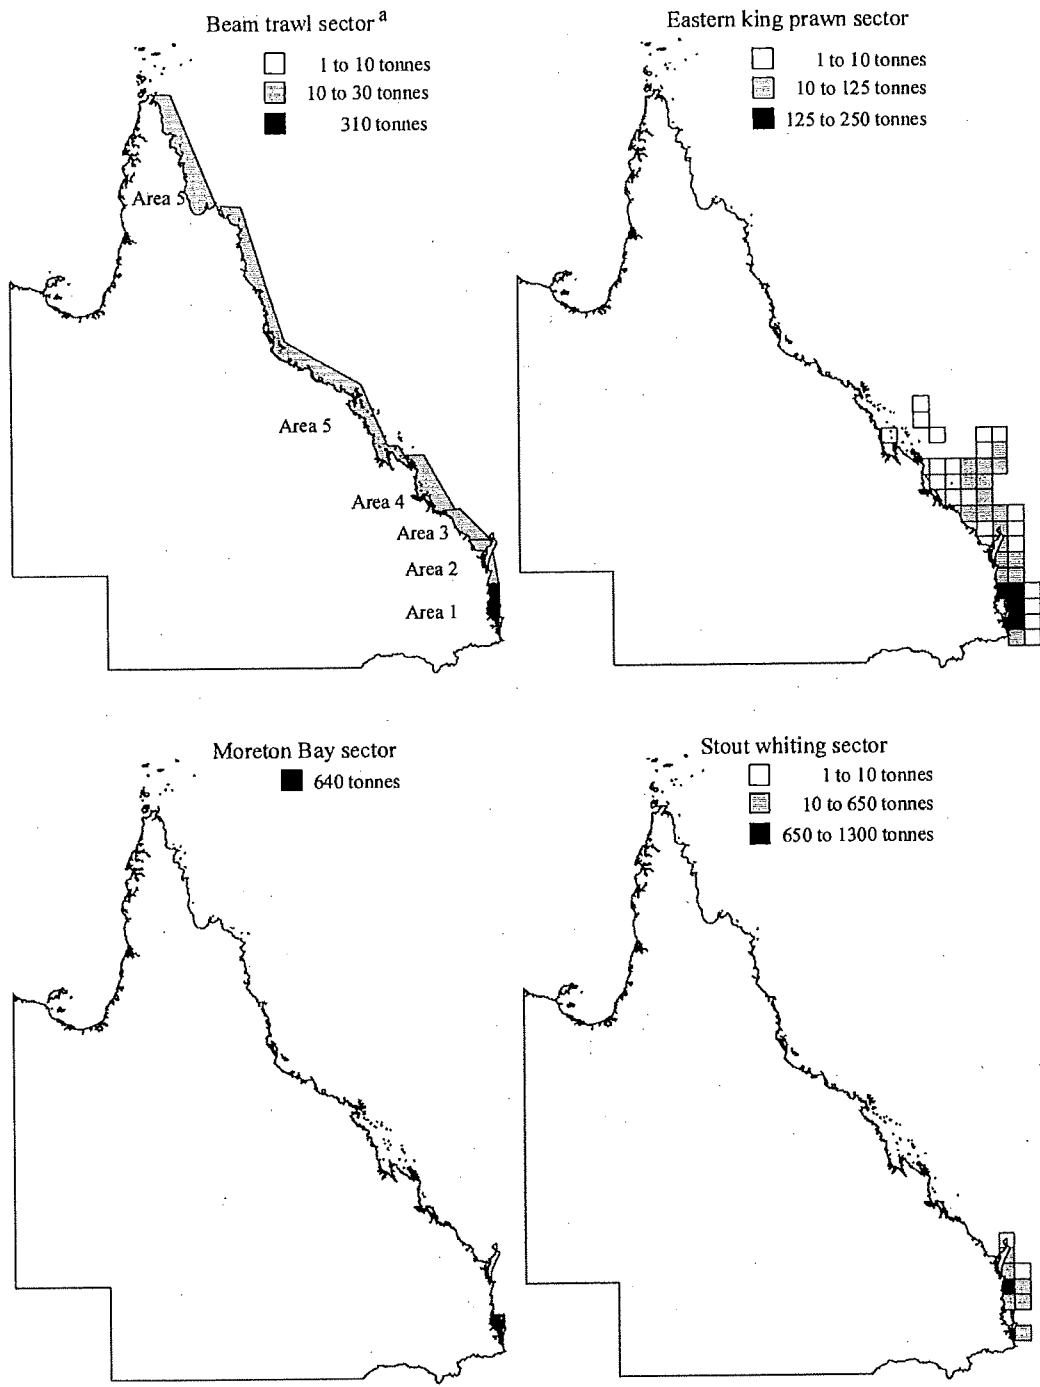 Beam trawl sector a
1 to 10 tonnes
10 to 30 tonnes
310 tonnes
Area 5
Area 5
Area 4
Area 3
Area 2
Area 1
Eastern king prawn sector
1 to 10 tonnes
10 to 125 tonnes
125 to 250 tonnes
Moreton Bay sector
640 tonnes
Stout whiting sector
1 to 10 tonnes
10 to 650 tonnes
650 to 1300 tonnes